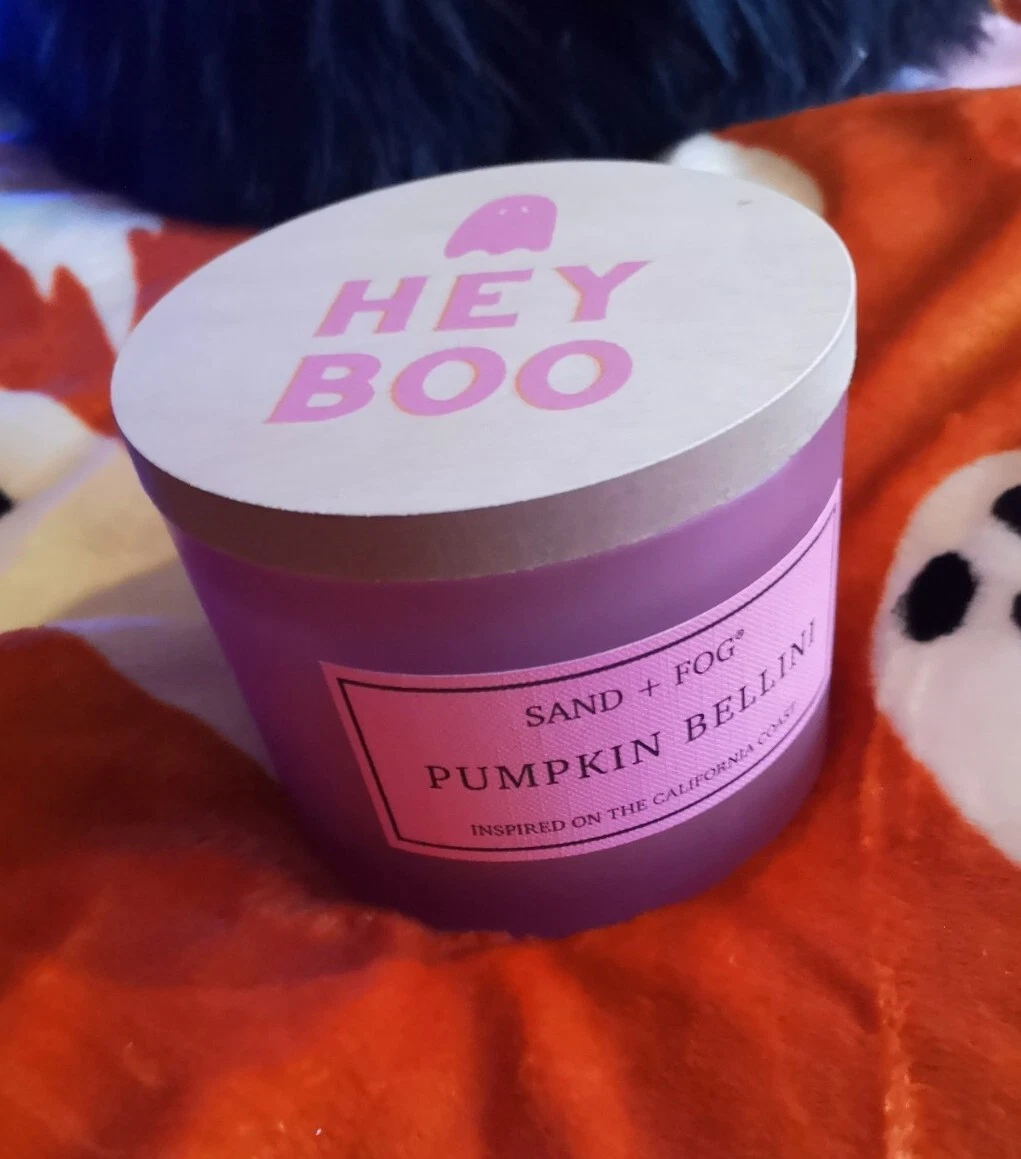 HEY
BOO
SAND + FOG®
PUMPKIN BELLINI
INSPIRED ON THE CALIFORNIA COAST